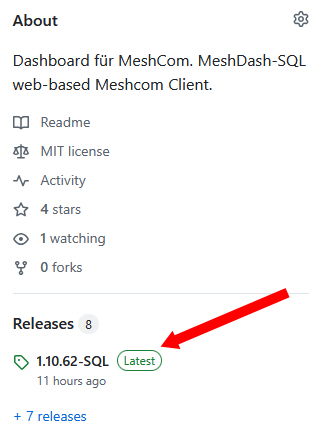 About
Dashboard für MeshCom. MeshDash-SQL
web-based Meshcom Client.
Readme
MIT license
Activity
4 stars
1 watching
0 forks
Releases 8
1.10.62-SQL Latest
11 hours ago
+ 7 releases